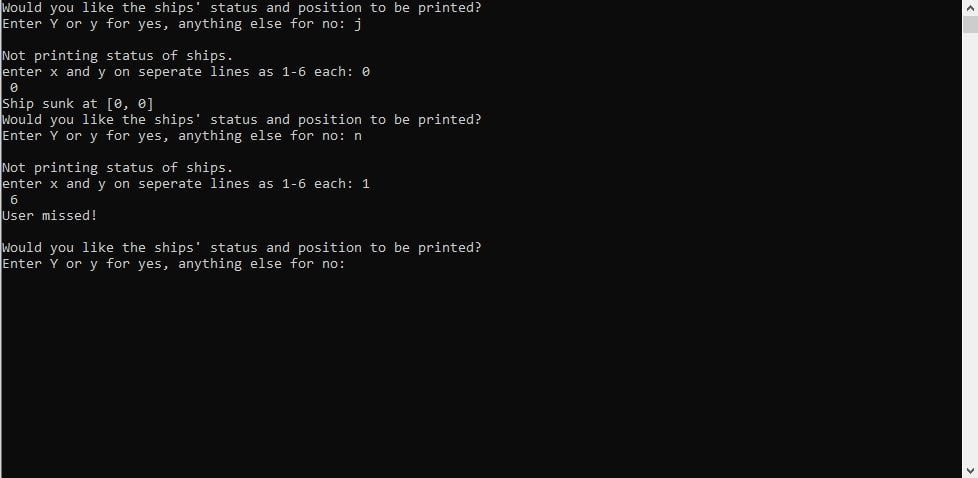 Would you like the ships' status and position to be printed?
Enter Y or y for yes, anything else for no: j
Not printing status of ships.
enter x and y on seperate lines as 1-6 each: 0
0
Ship sunk at [0, 0]
Would you like the ships' status and position to be printed?
Enter Y or y for yes, anything else for no: n
Not printing status of ships.
enter x and y on seperate lines as 1-6 each: 1
6
User missed!
Would you like the ships' status and position to be printed?
Enter Y or y for yes, anything else for no: